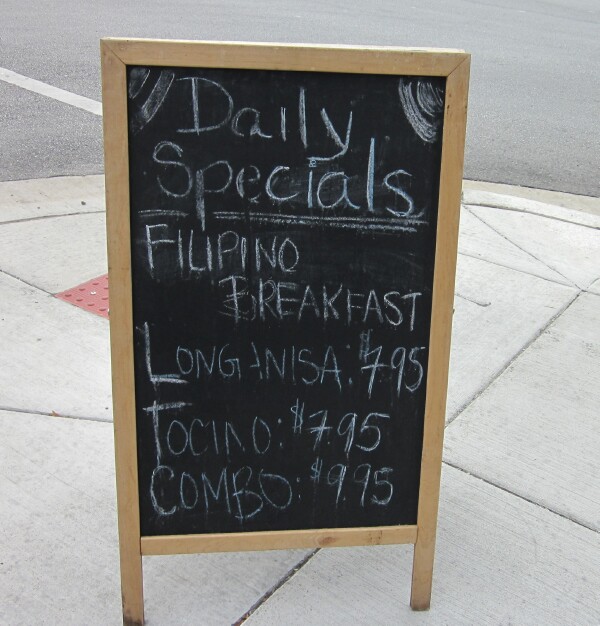 Daily
Specials
FILIPINO
BREAKFAST
LONGANISA: $7.95
TOCINO: $7.95
COMBO: $9.95